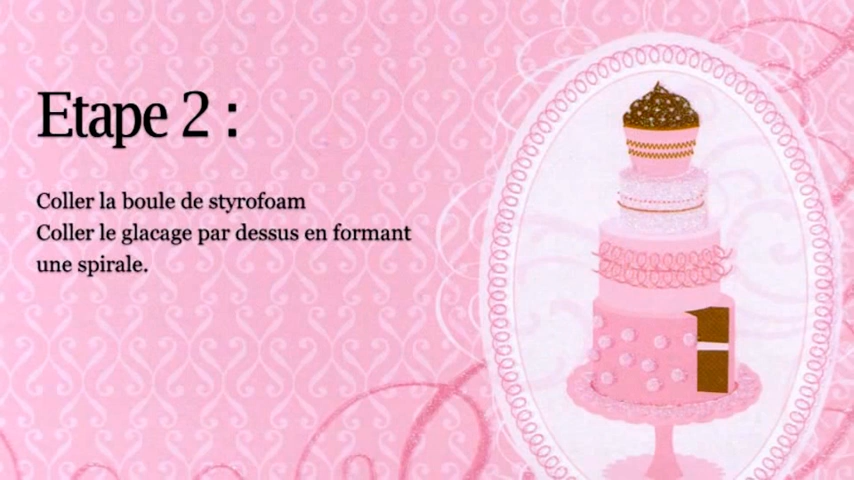 Etape 2 :
Coller la boule de styrofoam
Coller le glacage par dessus en formant
une spirale.